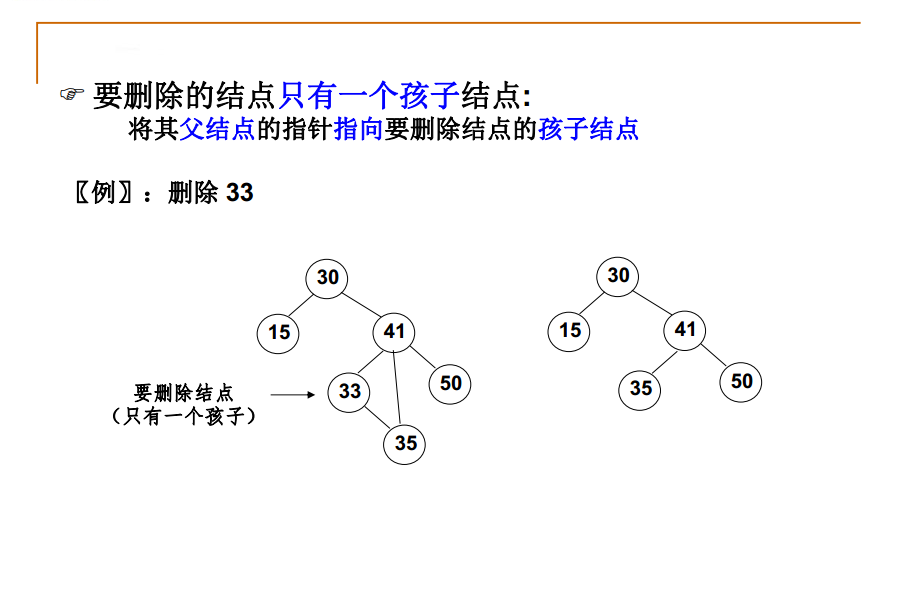 ☞ 要删除的结点只有一个孩子结点:
将其父结点的指针指向要删除结点的孩子结点
〖例〗：删除 33
30
30
15
41
15
41
要删除结点
（只有一个孩子）
33
50
35
50
35